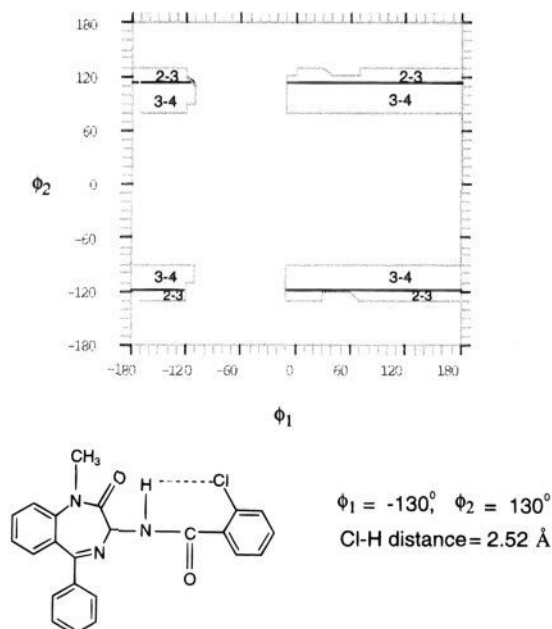 180
2-3
2-3
120
3-4
3-4
60
ϕ2
0
-60
3-4
3-4
-120
2-3
2-3
-180
-180 -120 -60 0 60 120 180
ϕ1
CH3
O
N
H
Cl
N
C
N
O
ϕ1 = -130°, ϕ2 = 130°
Cl-H distance = 2.52 Å